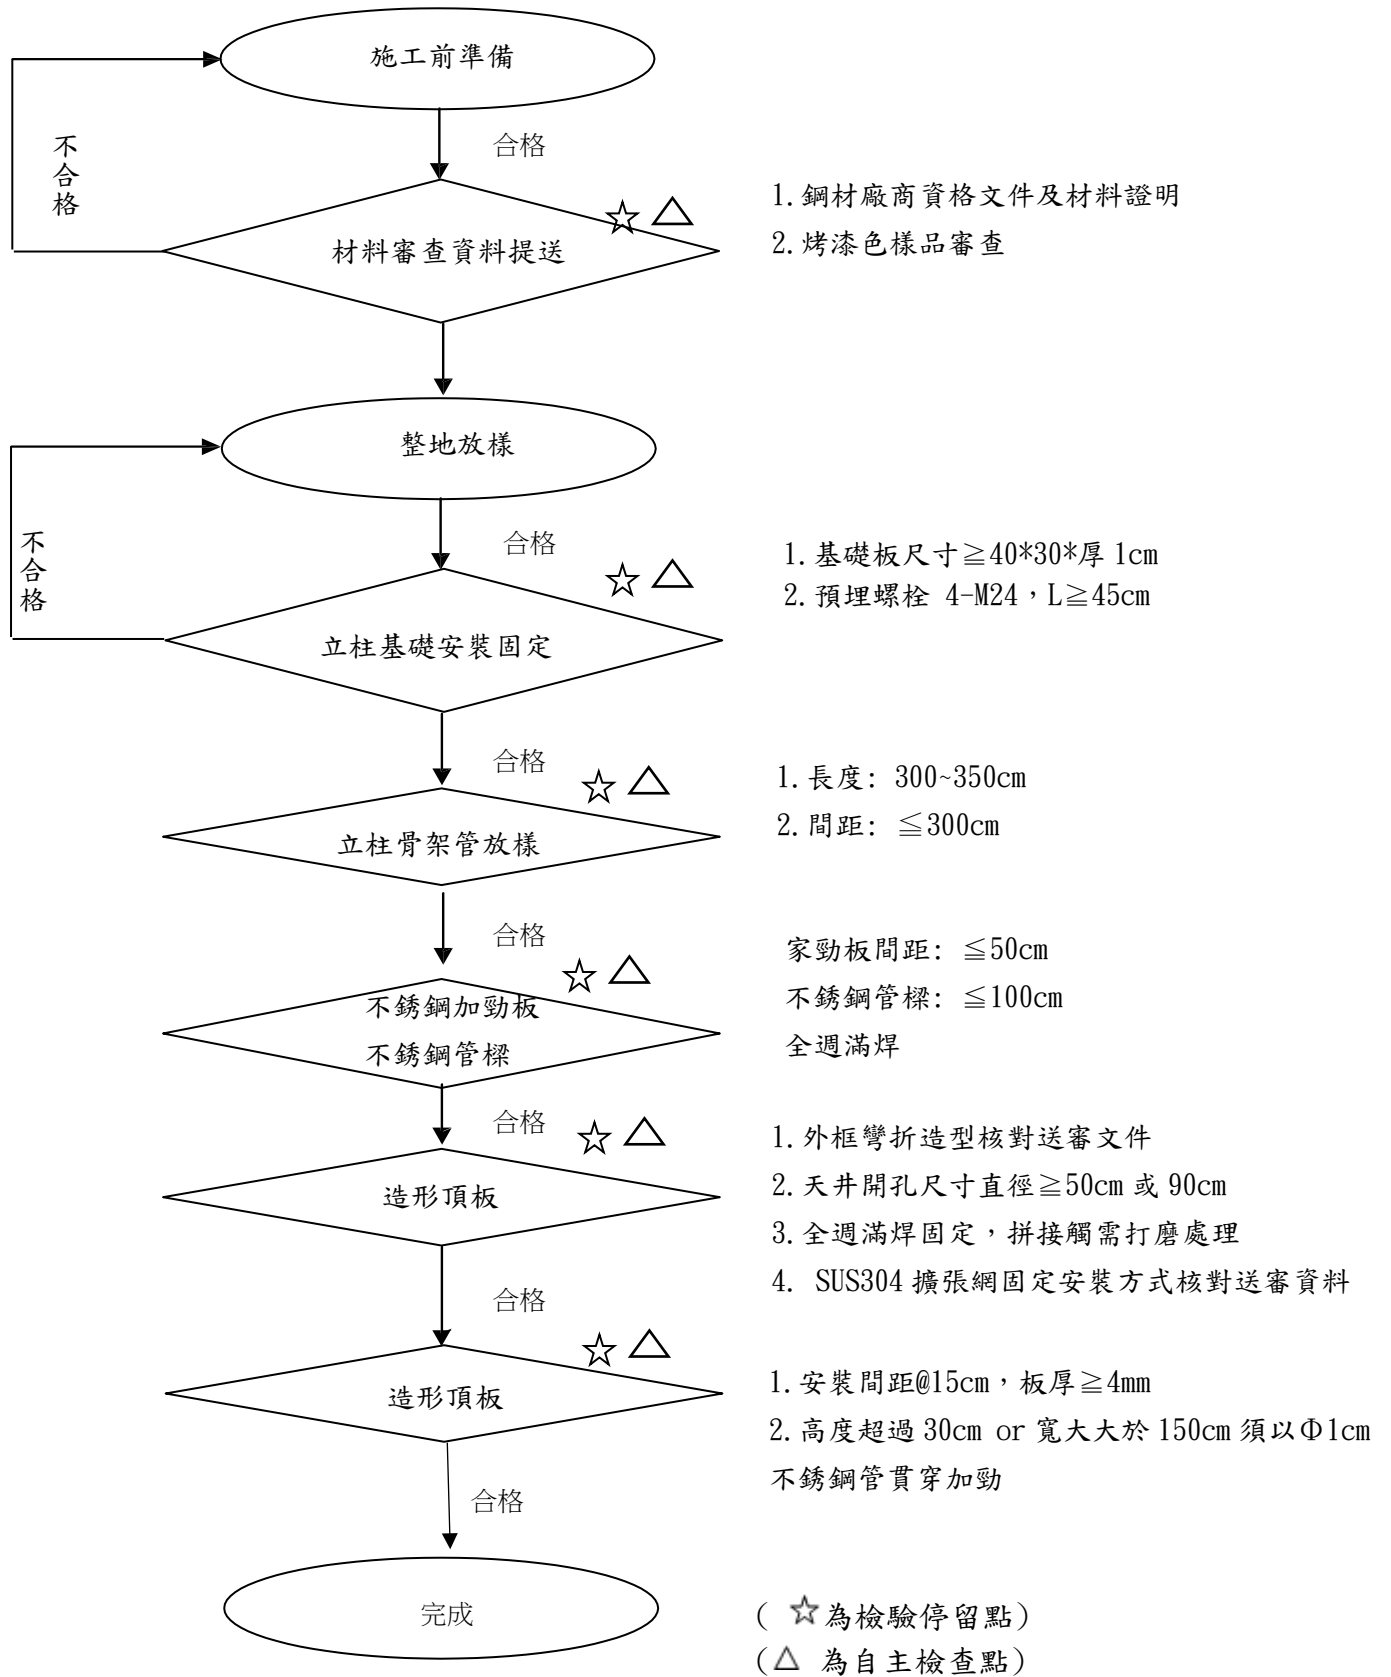 施工前準備
合格
不合格
材料審查資料提送
☆ △
1.鋼材廠商資格文件及材料證明
2.烤漆色樣品審查
整地放樣
合格
不合格
☆ △
立柱基礎安裝固定
1.基礎板尺寸≧40*30*厚1cm
2.預埋螺栓 4-M24，L≧45cm
合格
☆ △
立柱骨架管放樣
1.長度: 300~350cm
2.間距: ≦300cm
合格
☆ △
不銹鋼加勁板
不銹鋼管樑
家勁板間距: ≦50cm
不銹鋼管樑: ≦100cm
全週滿焊
合格
☆ △
造形頂板
1.外框彎折造型核對送審文件
2.天井開孔尺寸直徑≧50cm或90cm
3.全週滿焊固定，拼接觸需打磨處理
4. SUS304擴張網固定安裝方式核對送審資料
合格
☆ △
造形頂板
1.安裝間距@15cm，板厚≧4mm
2.高度超過30cm or 寬大大於150cm須以Φ1cm
不銹鋼管貫穿加勁
合格
完成
( ☆為檢驗停留點)
(△ 為自主檢查點)